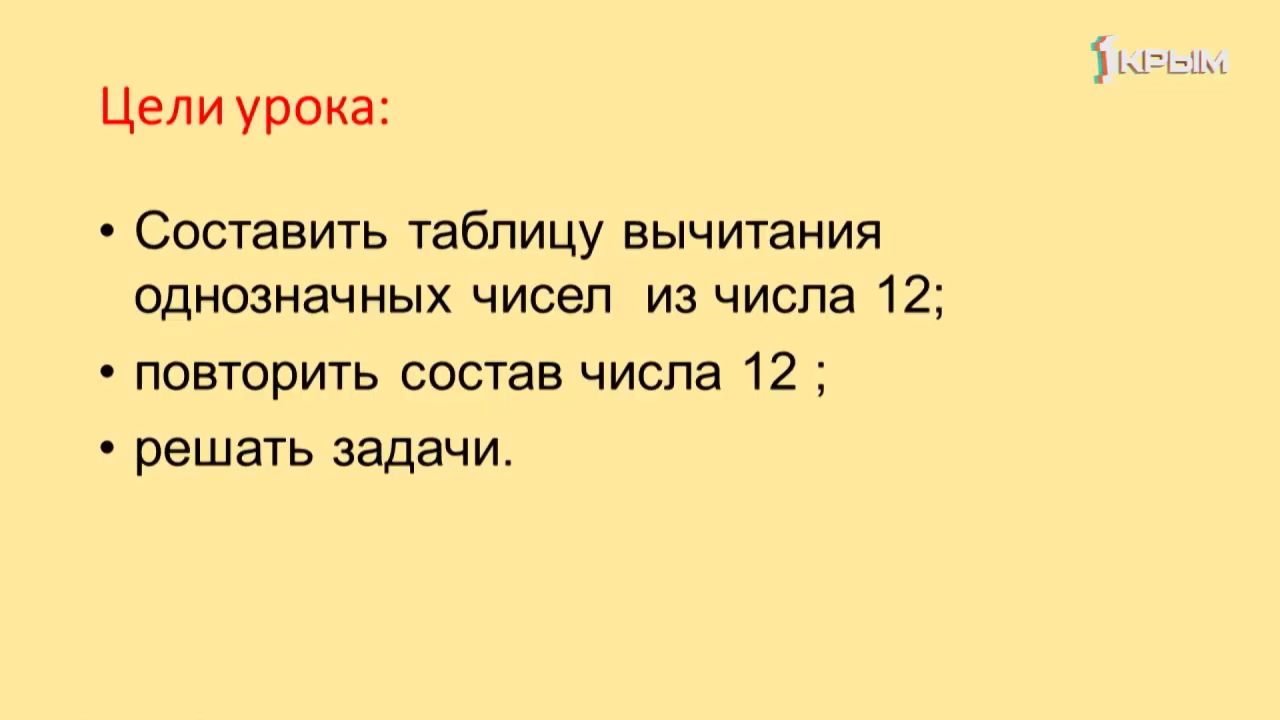 1КРЫМ
Цели урока:
• Составить таблицу вычитания
однозначных чисел из числа 12;
• повторить состав числа 12 ;
• решать задачи.